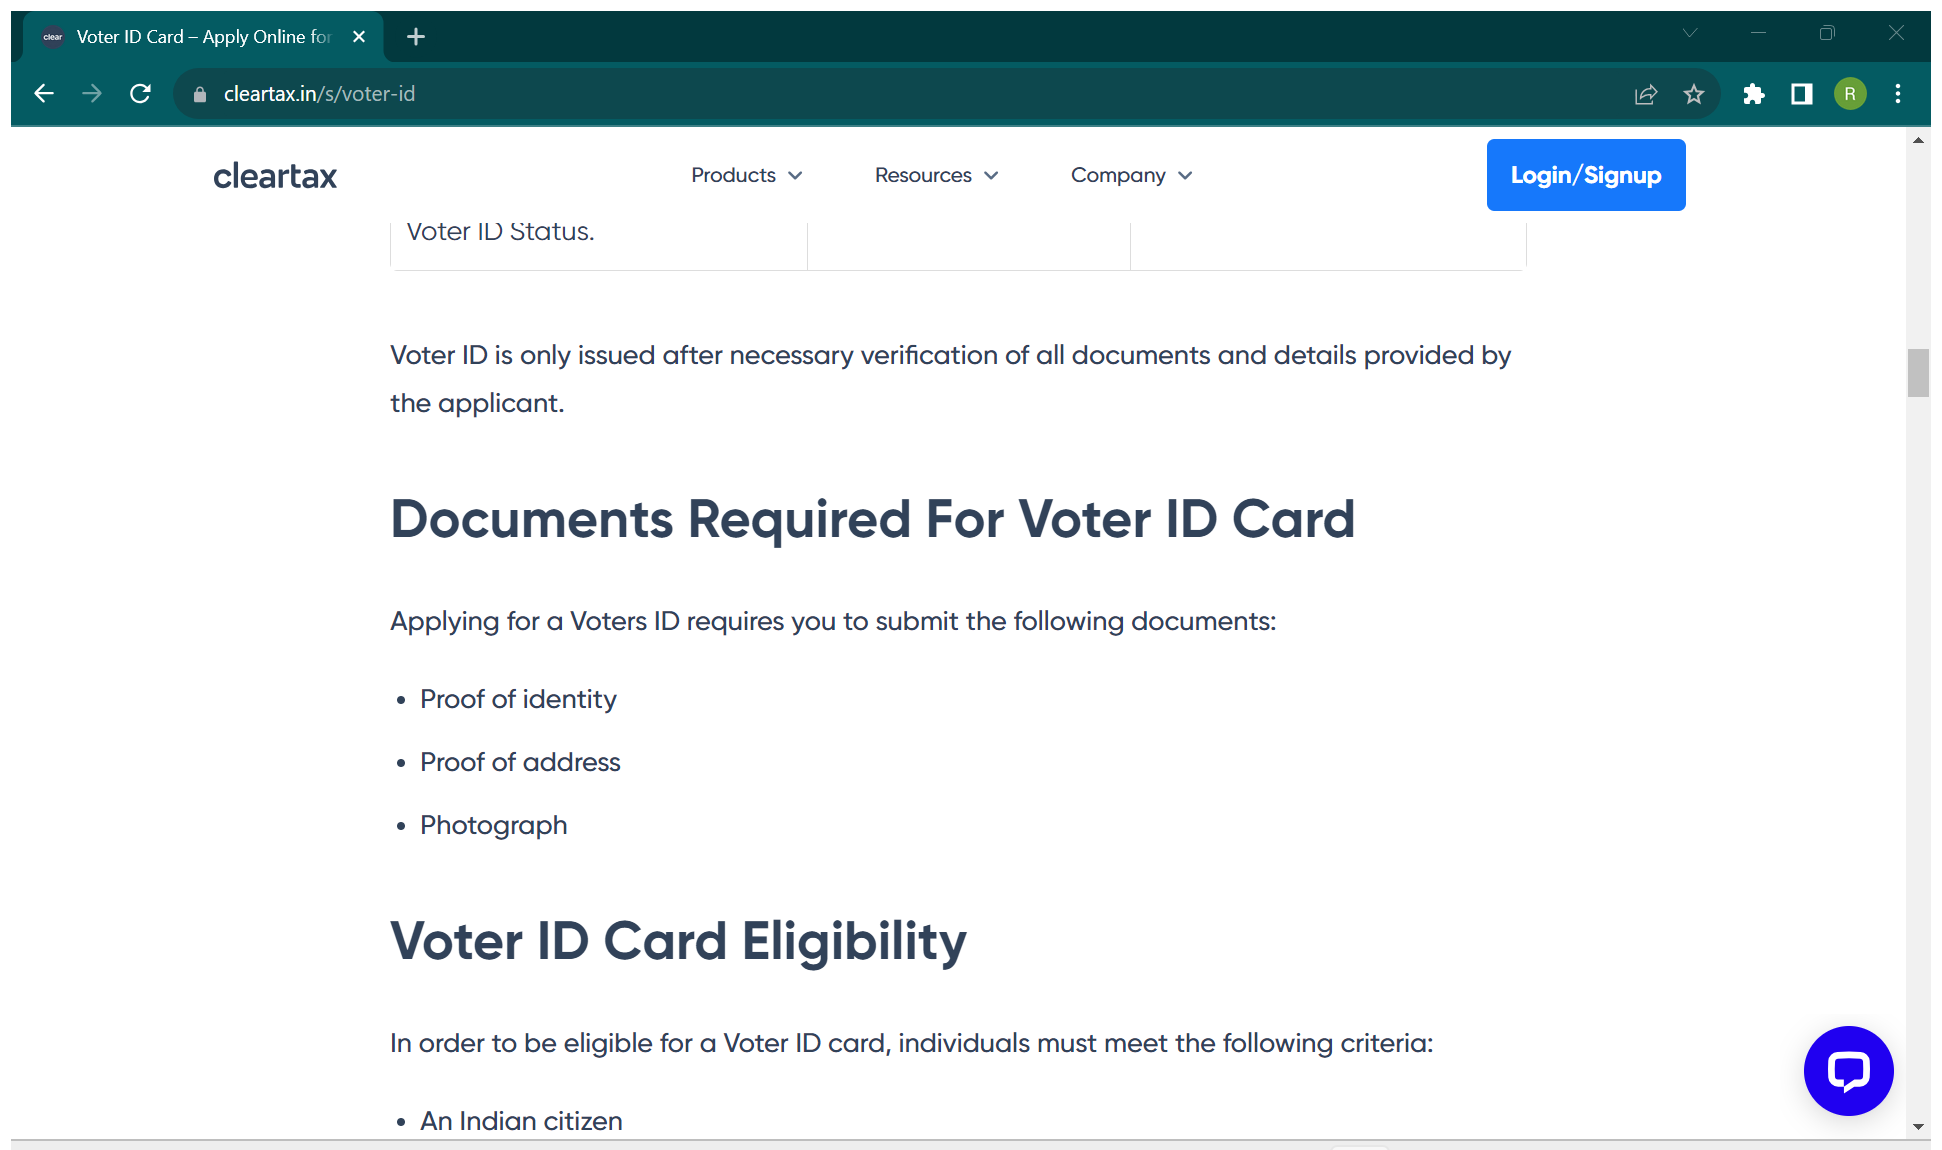 clear Voter ID Card – Apply Online for
cleartax.in/s/voter-id
R
cleartax Products Resources Company Login/Signup
Voter ID Status.
Voter ID is only issued after necessary verification of all documents and details provided by
the applicant.
Documents Required For Voter ID Card
Applying for a Voters ID requires you to submit the following documents:
• Proof of identity
• Proof of address
• Photograph
Voter ID Card Eligibility
In order to be eligible for a Voter ID card, individuals must meet the following criteria:
• An Indian citizen